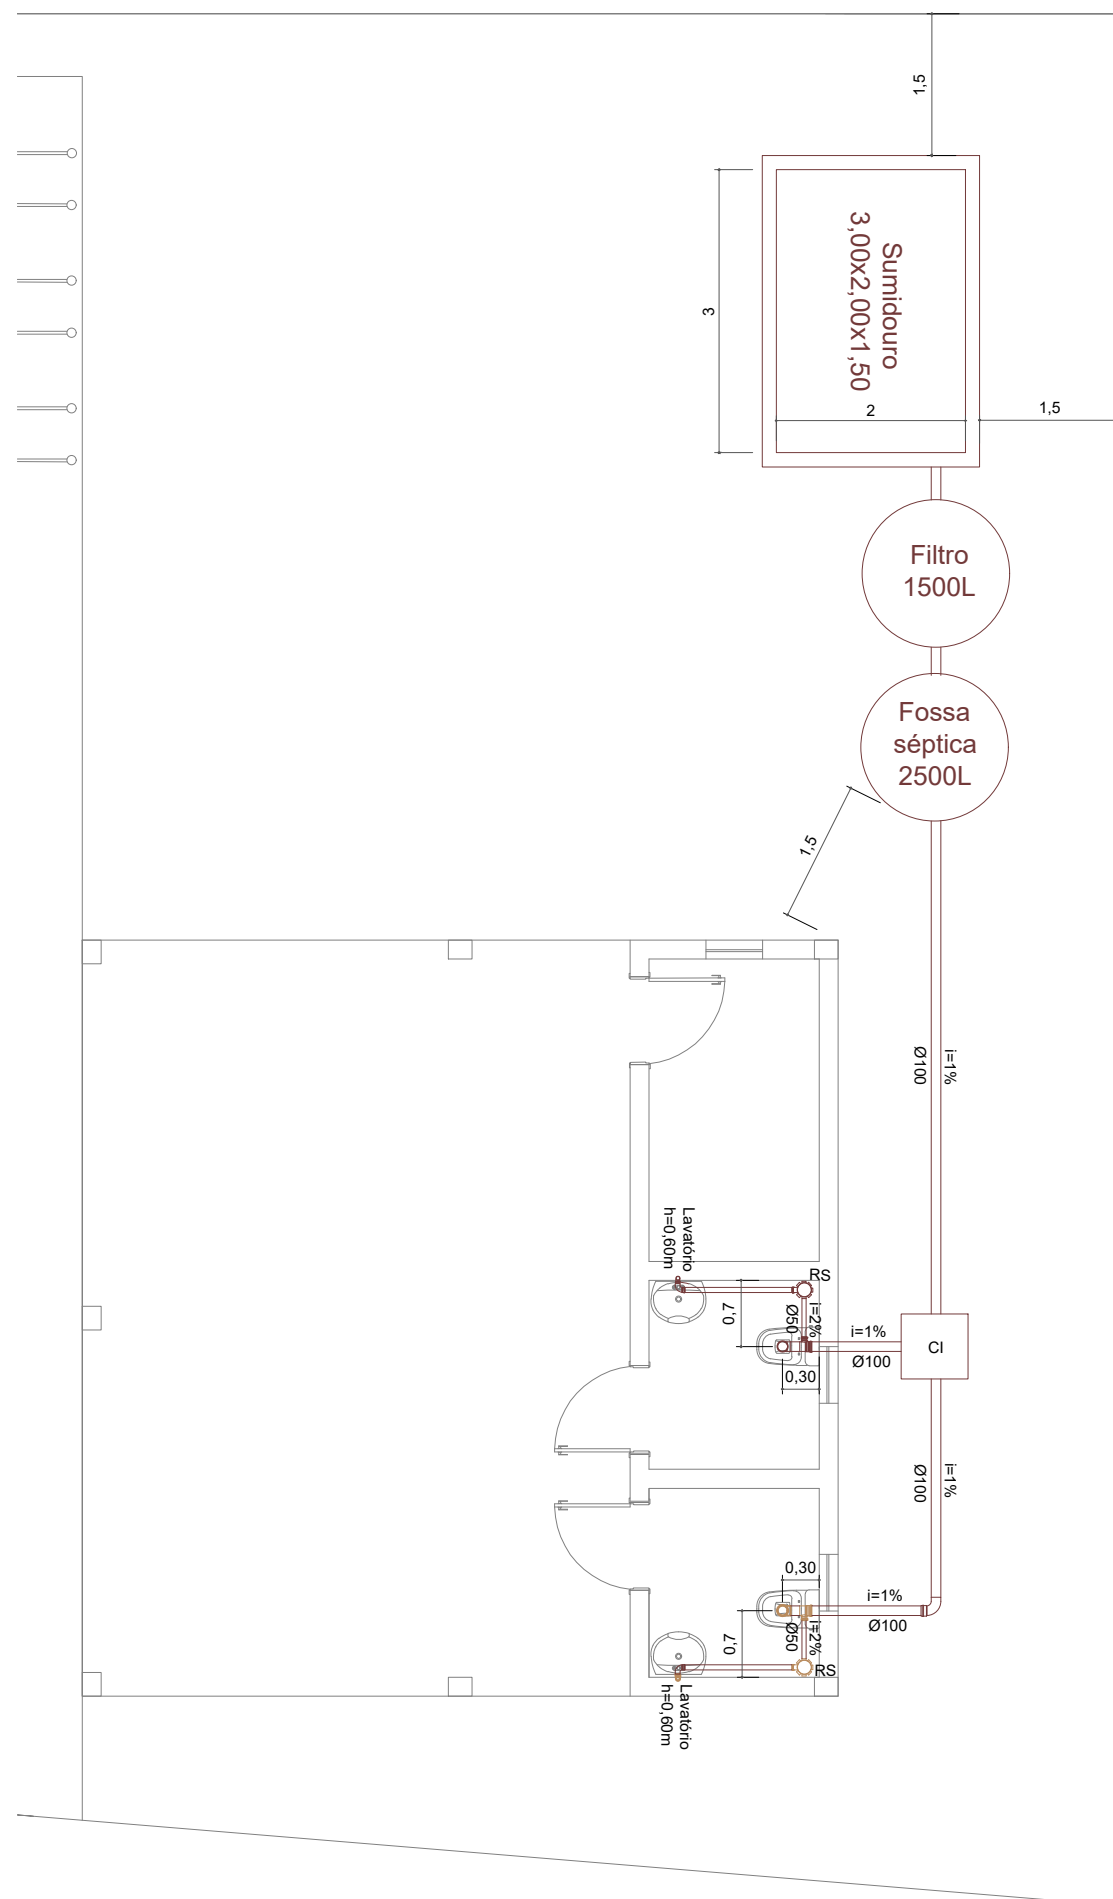 1,5
Sumidouro
3,00x2,00x1,50
3
2
1,5
Filtro
1500L
Fossa
séptica
2500L
1,5
Ø100
i=1%
Lavatório
h=0,60m
RS
0,7
Ø50
i=2%
i=1%
Ø100
CI
0,30
Ø100
i=1%
0,30
i=1%
Ø100
0,7
Ø50
i=2%
RS
Lavatório
h=0,60m